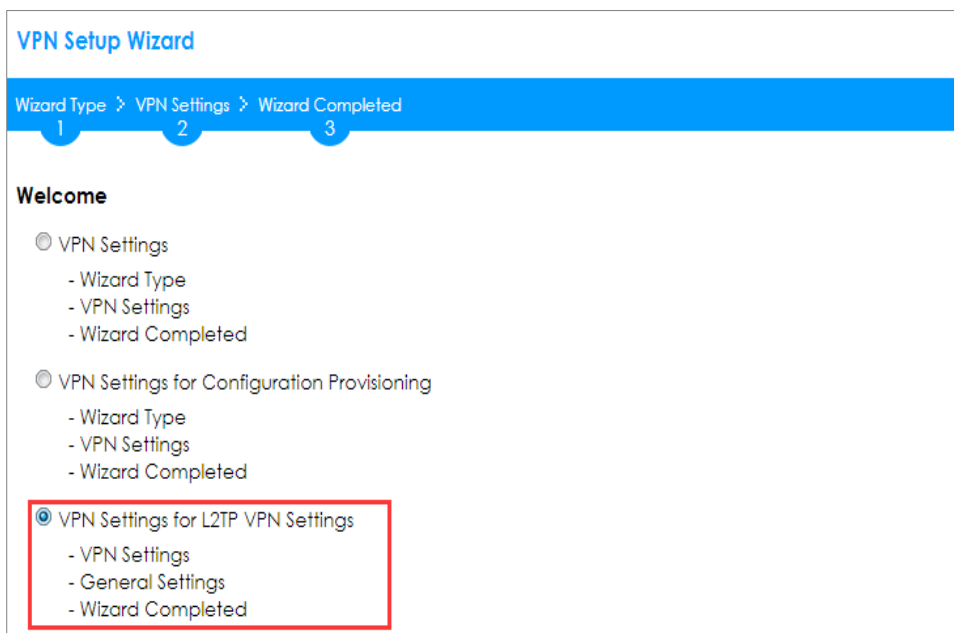 VPN Setup Wizard
Wizard Type > VPN Settings > Wizard Completed
1 2 3
Welcome
VPN Settings
- Wizard Type
- VPN Settings
- Wizard Completed
VPN Settings for Configuration Provisioning
- Wizard Type
- VPN Settings
- Wizard Completed
VPN Settings for L2TP VPN Settings
- VPN Settings
- General Settings
- Wizard Completed